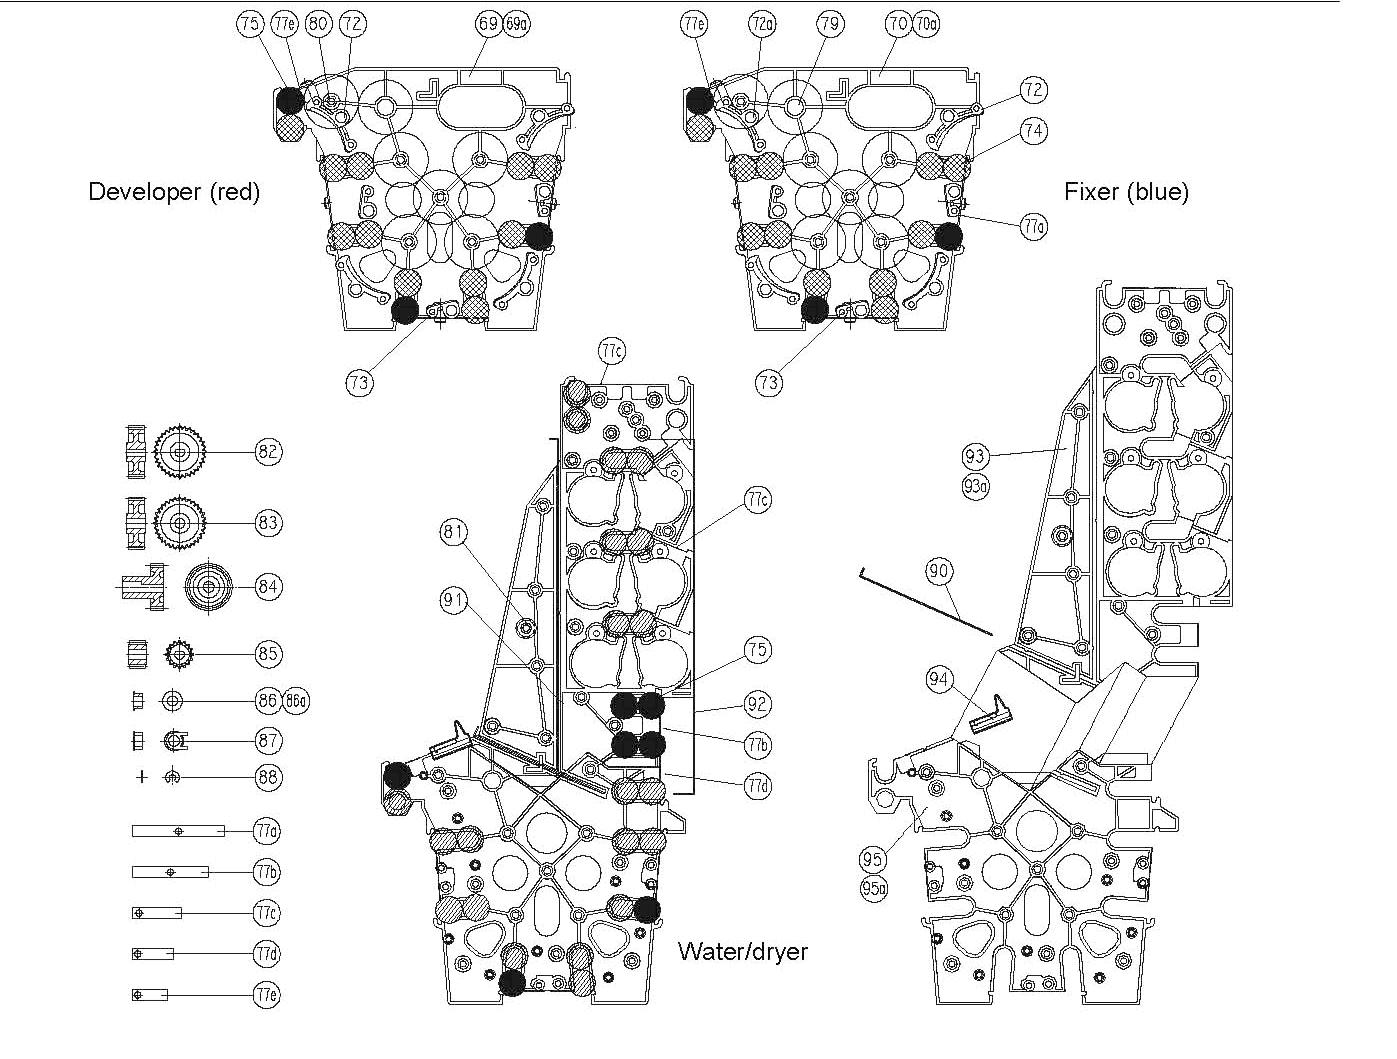 75 77e 80 72 69 69a 77e 72a 79 70 70a
72
74
Developer (red)
Fixer (blue)
77a
73
73
77c
82
93
93a
77c
83
81
90
84
91
85
75
94
86 86a
92
87
77b
88
77d
77a
95
95a
77b
77c
Water/dryer
77d
77e